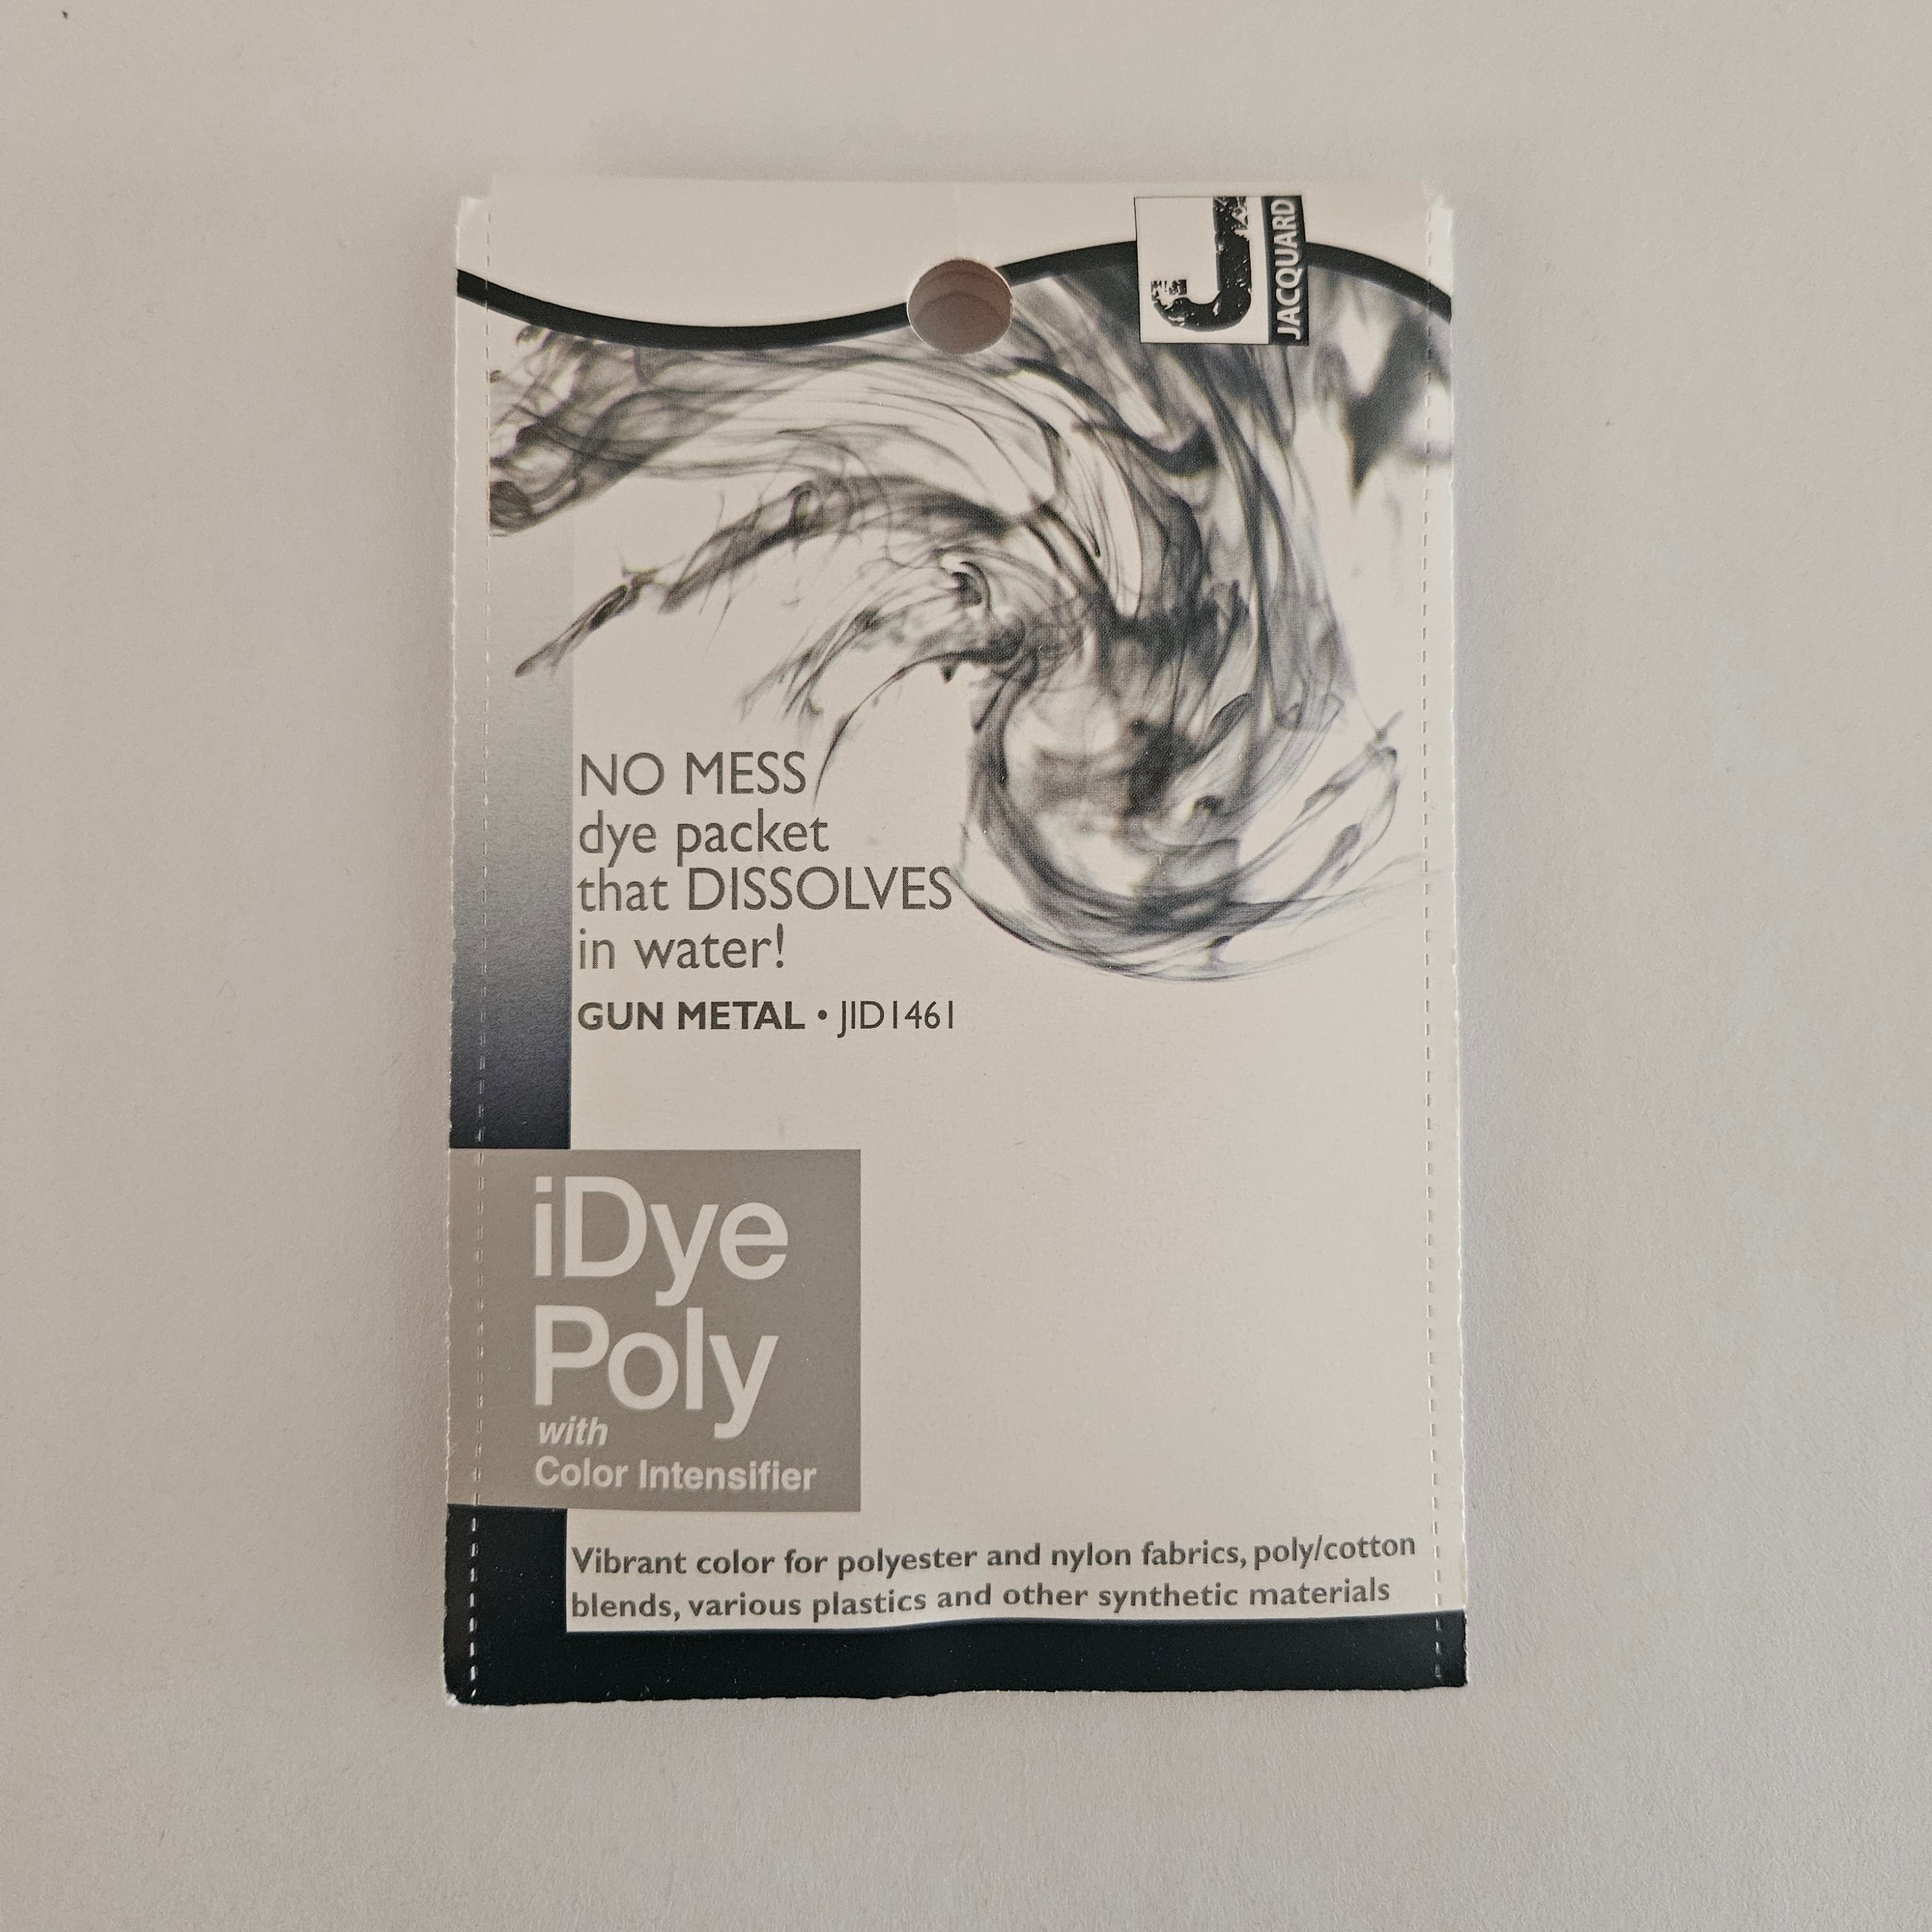 JACQUARD
NO MESS
dye packet
that DISSOLVES
in water!
GUN METAL • JID1461
iDye
Poly
with
Color Intensifier
Vibrant color for polyester and nylon fabrics, poly/cotton
blends, various plastics and other synthetic materials